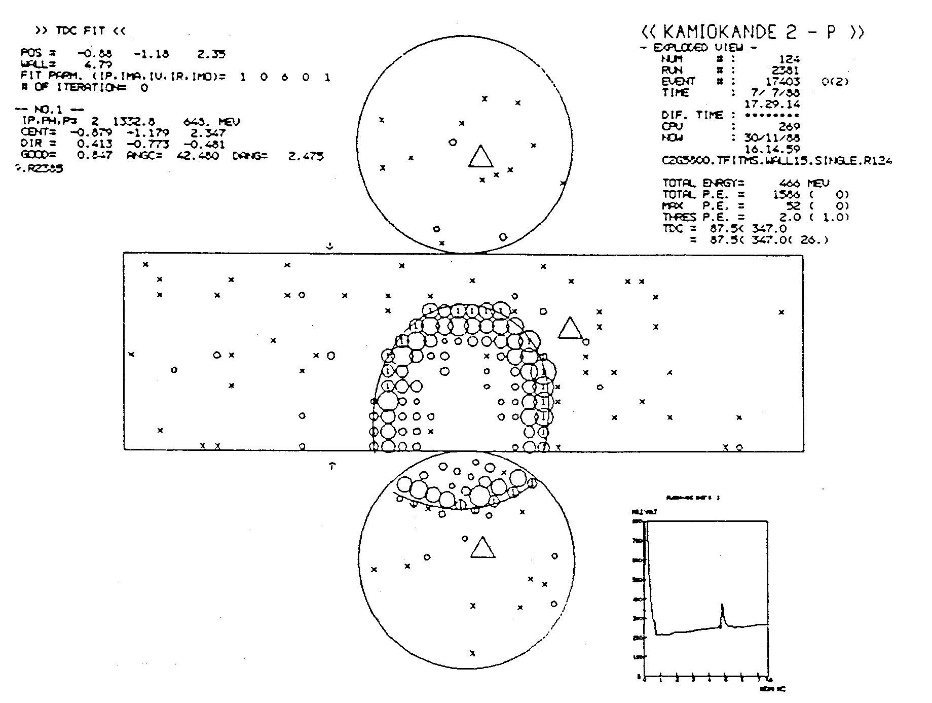 >> TDC FIT <<
POS = -0.88 -1.18 2.35
WALL= 4.79
FIT PARM. (IP.IMA.IV.IR.IMO)= 1 0 6 0 1
# OF ITERATION= 0
-- NO.1 --
IP.PH.P= 2 1332.8 648. MEV
CENT= -0.879 -1.179 2.347
DIR = 0.413 -0.773 -0.481
GOOD= 0.847 ANGC= 42.480 DANG= 2.475
<< KAMIOKANDE 2 - P >>
- EXPLODED VIEW -
NUM # : 124
RUN # : 2381
EVENT # : 17403 0(2)
TIME : 7/ 7/88
17.29.14
DIF. TIME : ********
CPU : 269
NOW : 30/11/88
16.14.59
C2G5800.TFITMS.WALL15.SINGLE.R124
TOTAL ENRGY= 466 MEV
TOTAL P.E. = 1586 ( 0)
MAX P.E. = 52 ( 0)
THRES P.E. = 2.0 ( 1.0)
TDC = 87.5( 347.0
= 87.5( 347.0( 26.)